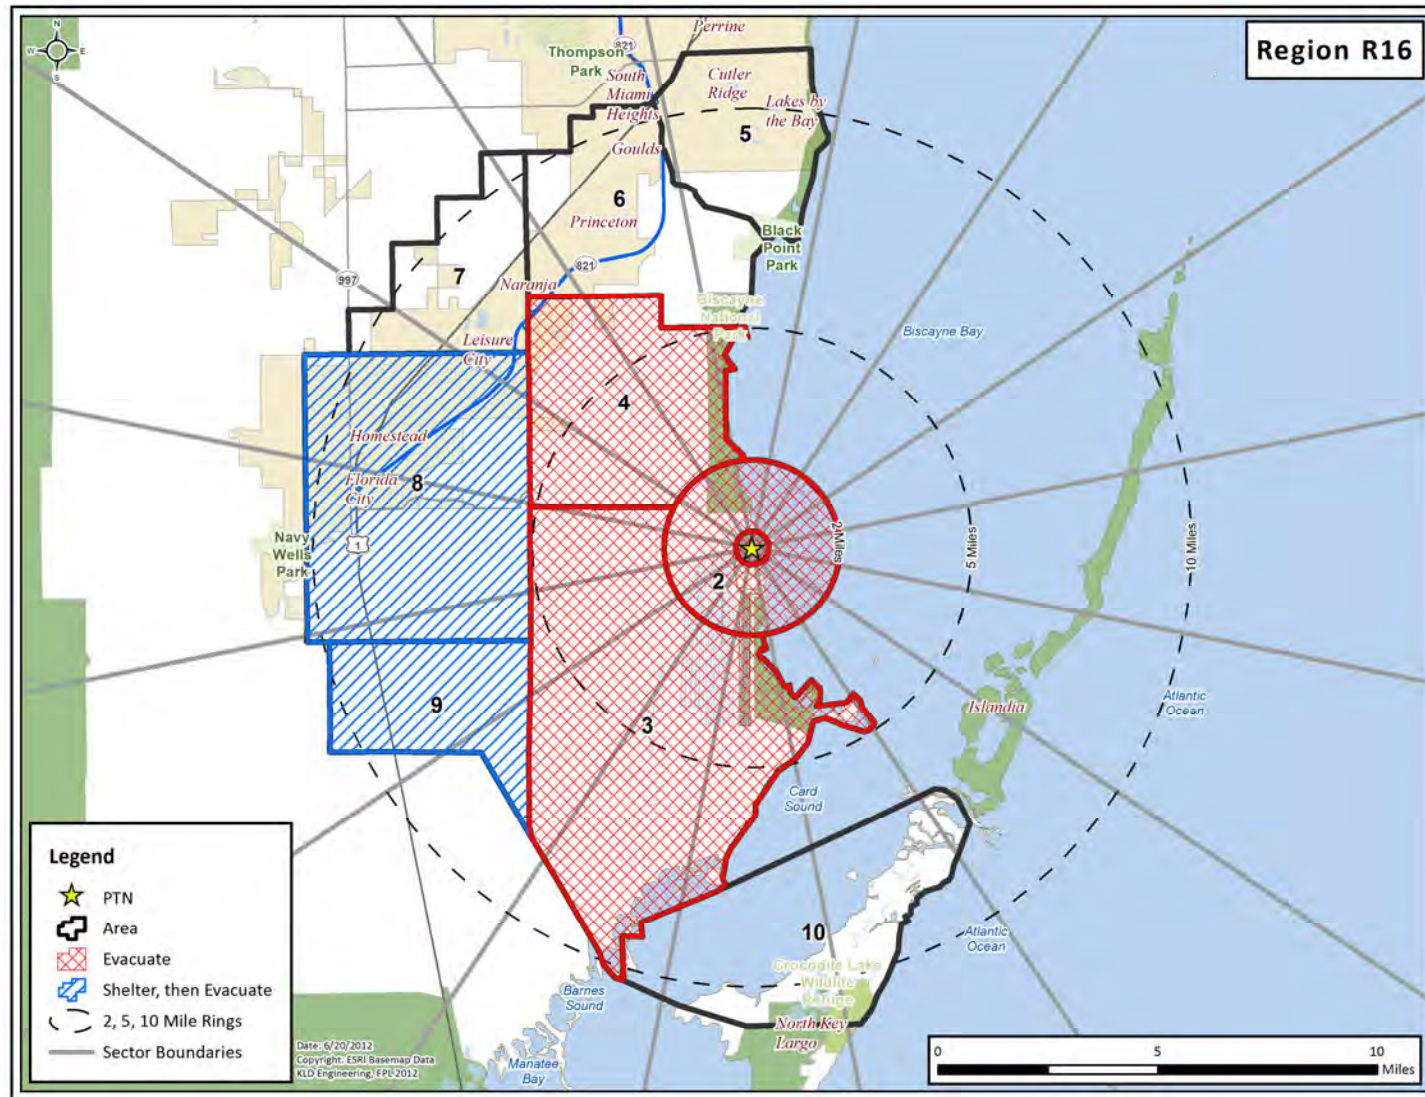 Region R16
N
W
E
S
Perrine
821
Thompson
Park
South
Miami
Heights
Cutler
Ridge
Lakes by
the Bay
5
Goulds
6
Princeton
Black
Point
Park
821
7
997
Naranja
Biscayne
National
Park
Biscayne Bay
Leisure
City
4
Homestead
Florida
City
8
Navy
Wells
Park
1
2
2 Miles
5 Miles
10 Miles
9
3
Islandia
Atlantic
Ocean
Card
Sound
10
Atlantic
Ocean
Crocodile Lake
Wildlife
Refuge
Barnes
Sound
North Key
Largo
Manatee
Bay
Legend
PTN
Area
Evacuate
Shelter, then Evacuate
2, 5, 10 Mile Rings
Sector Boundaries
Date: 6/20/2012
Copyright: ESRI Basemap Data
KLD Engineering, FPL 2012
0
5
10
Miles